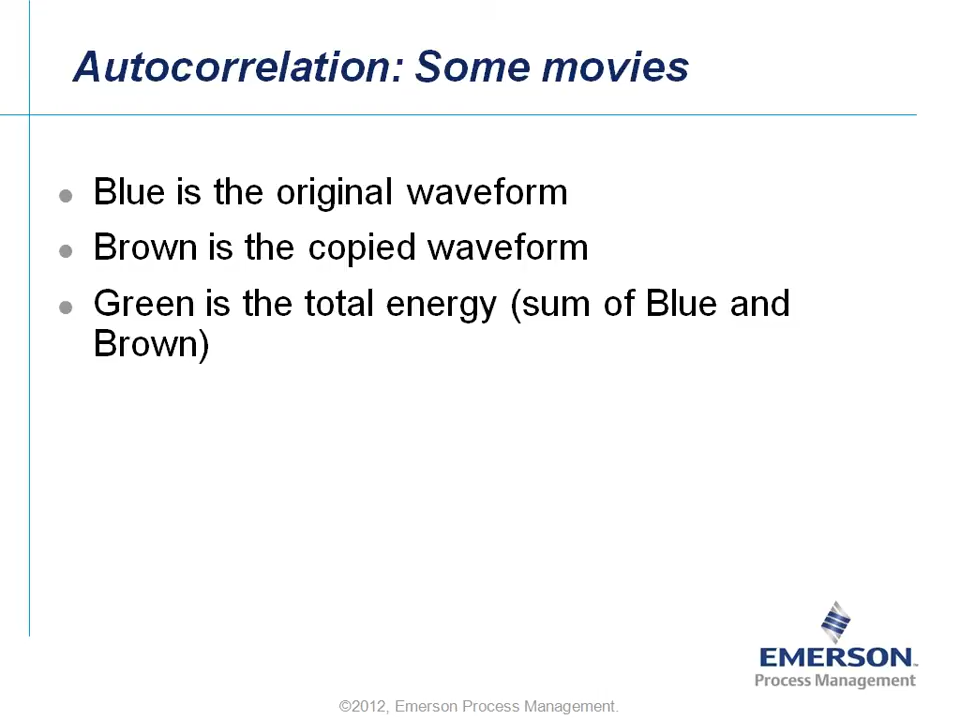 Autocorrelation: Some movies
Blue is the original waveform
Brown is the copied waveform
Green is the total energy (sum of Blue and
Brown)
EMERSON™
Process Management
©2012, Emerson Process Management.